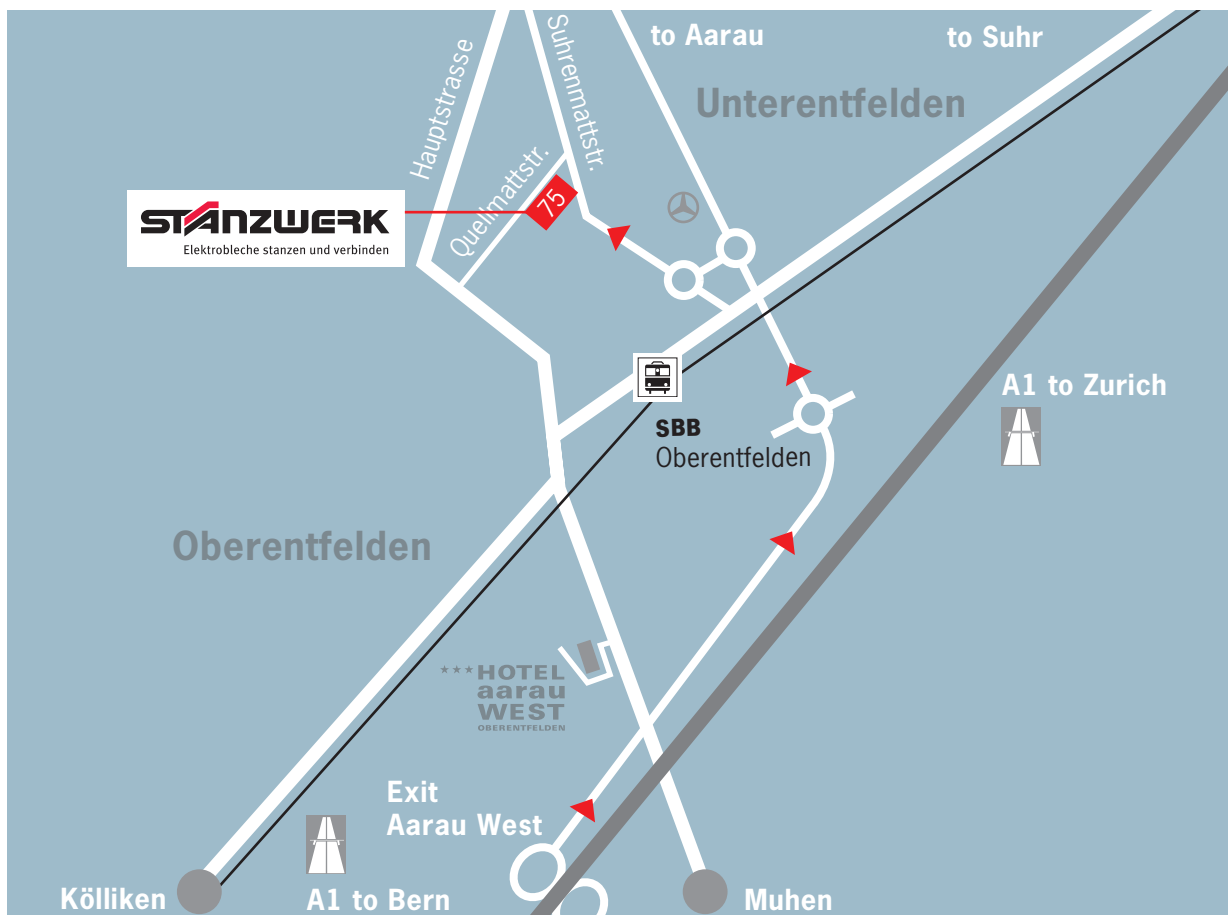 to Aarau
to Suhr
Unterentfelden
Hauptstrasse
Suhrenmattstr.
Quellmattstr.
75
STANZWERK
Elektrobleche stanzen und verbinden
A1 to Zurich
SBB
Oberentfelden
Oberentfelden
***HOTEL
aarau
WEST
OBERENTFELDEN
Exit
Aarau West
Kölliken
A1 to Bern
Muhen